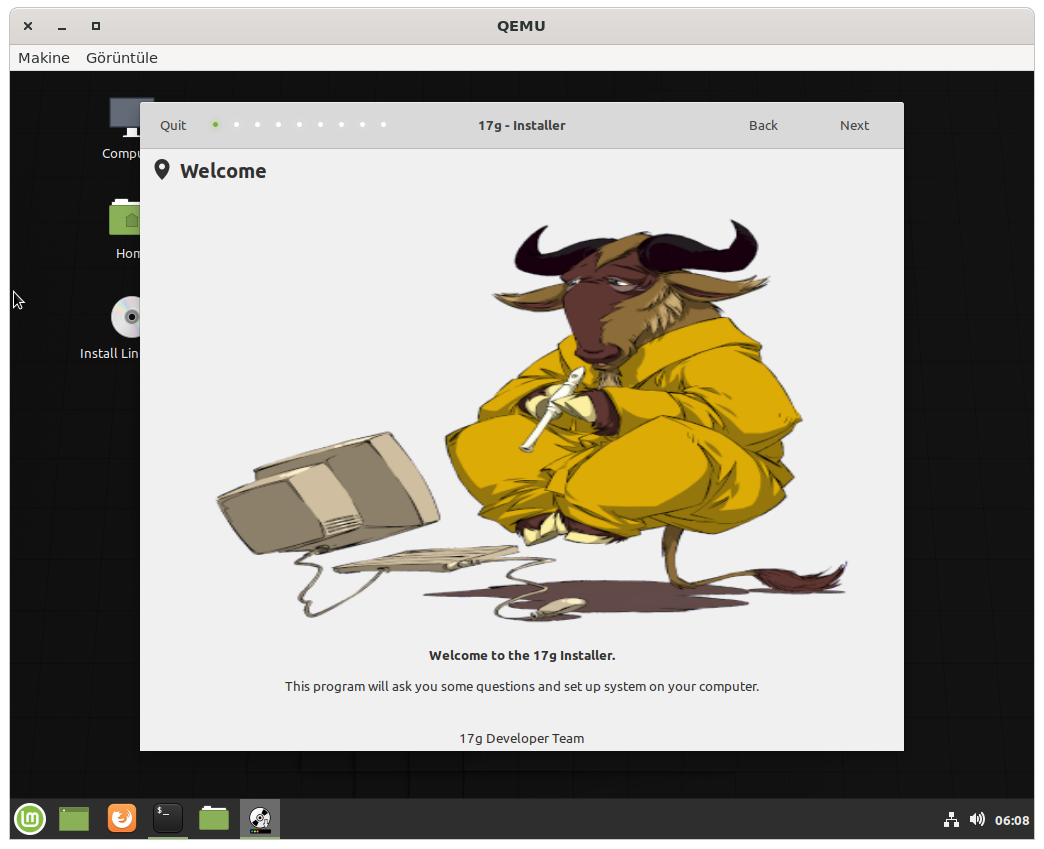 QEMU
Makine Görüntüle
Quit 17g - Installer Back Next
Welcome
Compu
Hom
Install Lin
Welcome to the 17g Installer.
This program will ask you some questions and set up system on your computer.
17g Developer Team
$_
06:08